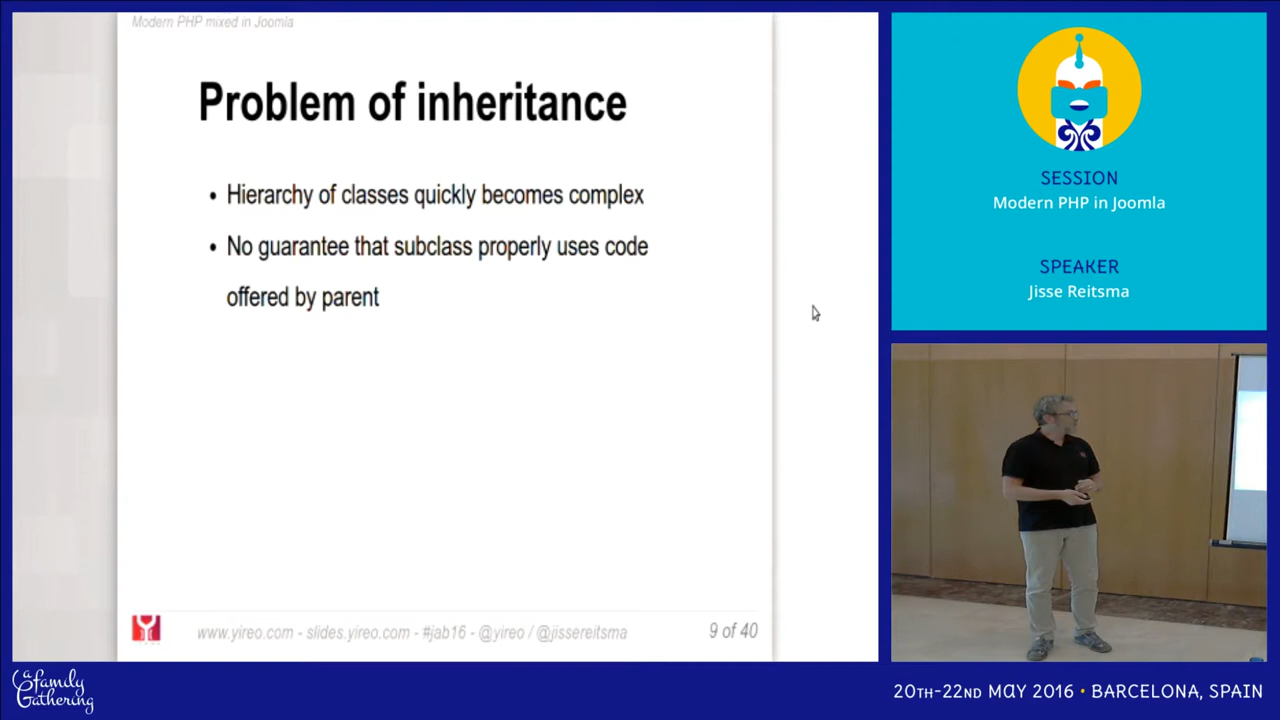 Modern PHP mixed in Joomla
Problem of inheritance
• Hierarchy of classes quickly becomes complex
• No guarantee that subclass properly uses code
offered by parent
www.yireo.com - slides.yireo.com - #jab16 - @yireo / @jissereitsma
9 of 40
SESSION
Modern PHP in Joomla
SPEAKER
Jisse Reitsma
a family
Gathering
20TH-22ND MAY 2016 • BARCELONA, SPAIN